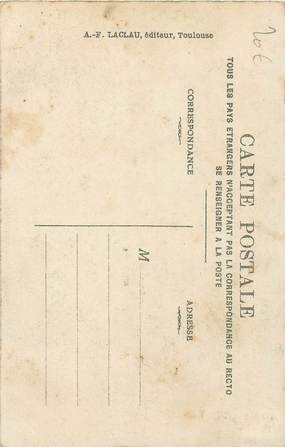 CARTE POSTALE
TOUS LES PAYS ETRANGERS N'ACCEPTANT PAS LA CORRESPONDANCE AU RECTO
SE RENSEIGNER A LA POSTE
CORRESPONDANCE
ADRESSE
M
A.-F. LACLAU, éditeur, Toulouse
20€